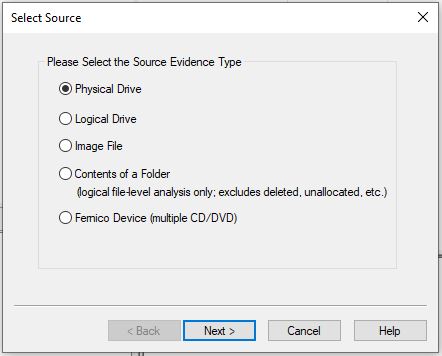 Select Source
Please Select the Source Evidence Type
Physical Drive
Logical Drive
Image File
Contents of a Folder
(logical file-level analysis only; excludes deleted, unallocated, etc.)
Fernico Device (multiple CD/DVD)
< Back
Next >
Cancel
Help